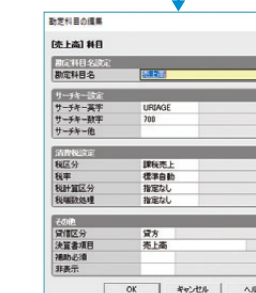 勘定科目の編集
[売上高] 科目
勘定科目名設定
勘定科目名 売上高
サーチキー設定
サーチキー英字 URIAGE
サーチキー数字 700
サーチキー他
消費税設定
税区分 課税売上
税率 標準自動
税計算区分 指定なし
税端数処理 指定なし
その他
貸借区分 貸方
決算書項目 売上高
補助必須
非表示
OK キャンセル ヘル